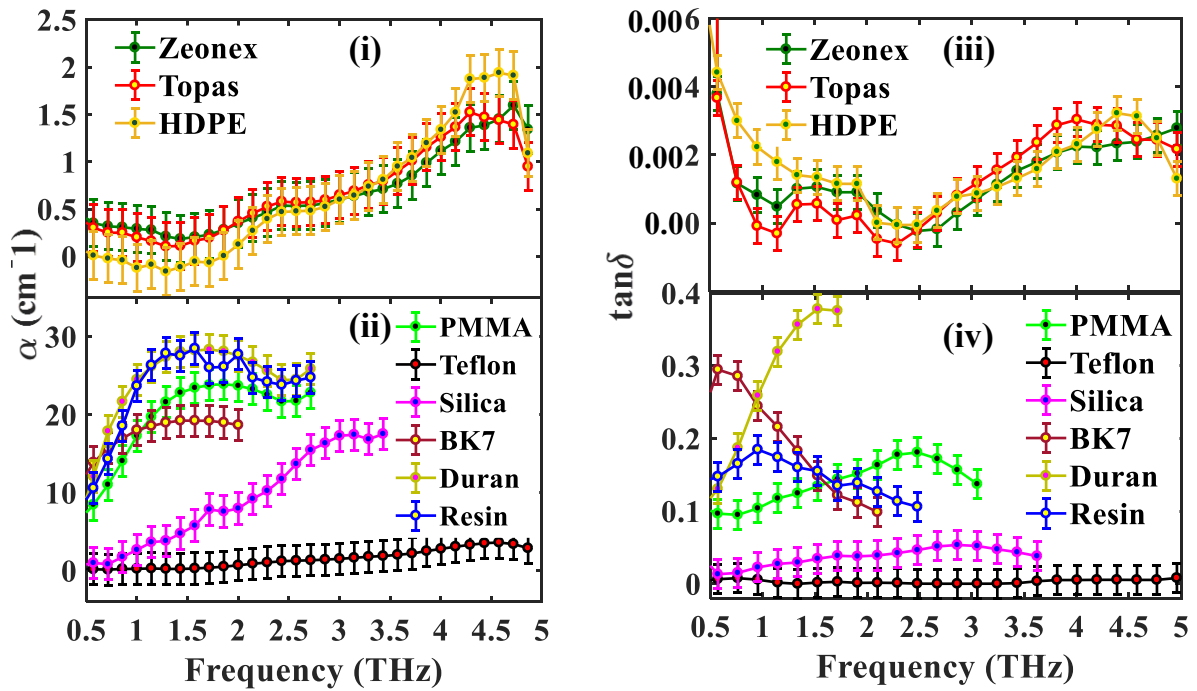 2.5
2
1.5
1
0.5
0
(i)
Zeonex
Topas
HDPE
30
20
10
0
(ii)
PMMA
Teflon
Silica
BK7
Duran
Resin
α (cm-1)
0.5 1 1.5 2 2.5 3 3.5 4 4.5 5
Frequency (THz)
0.006
0.004
0.002
0.00
Zeonex
Topas
HDPE
(iii)
0.4
0.3
0.2
0.1
0
(iv)
PMMA
Teflon
Silica
BK7
Duran
Resin
tanδ
0.5 1 1.5 2 2.5 3 3.5 4 4.5 5
Frequency (THz)